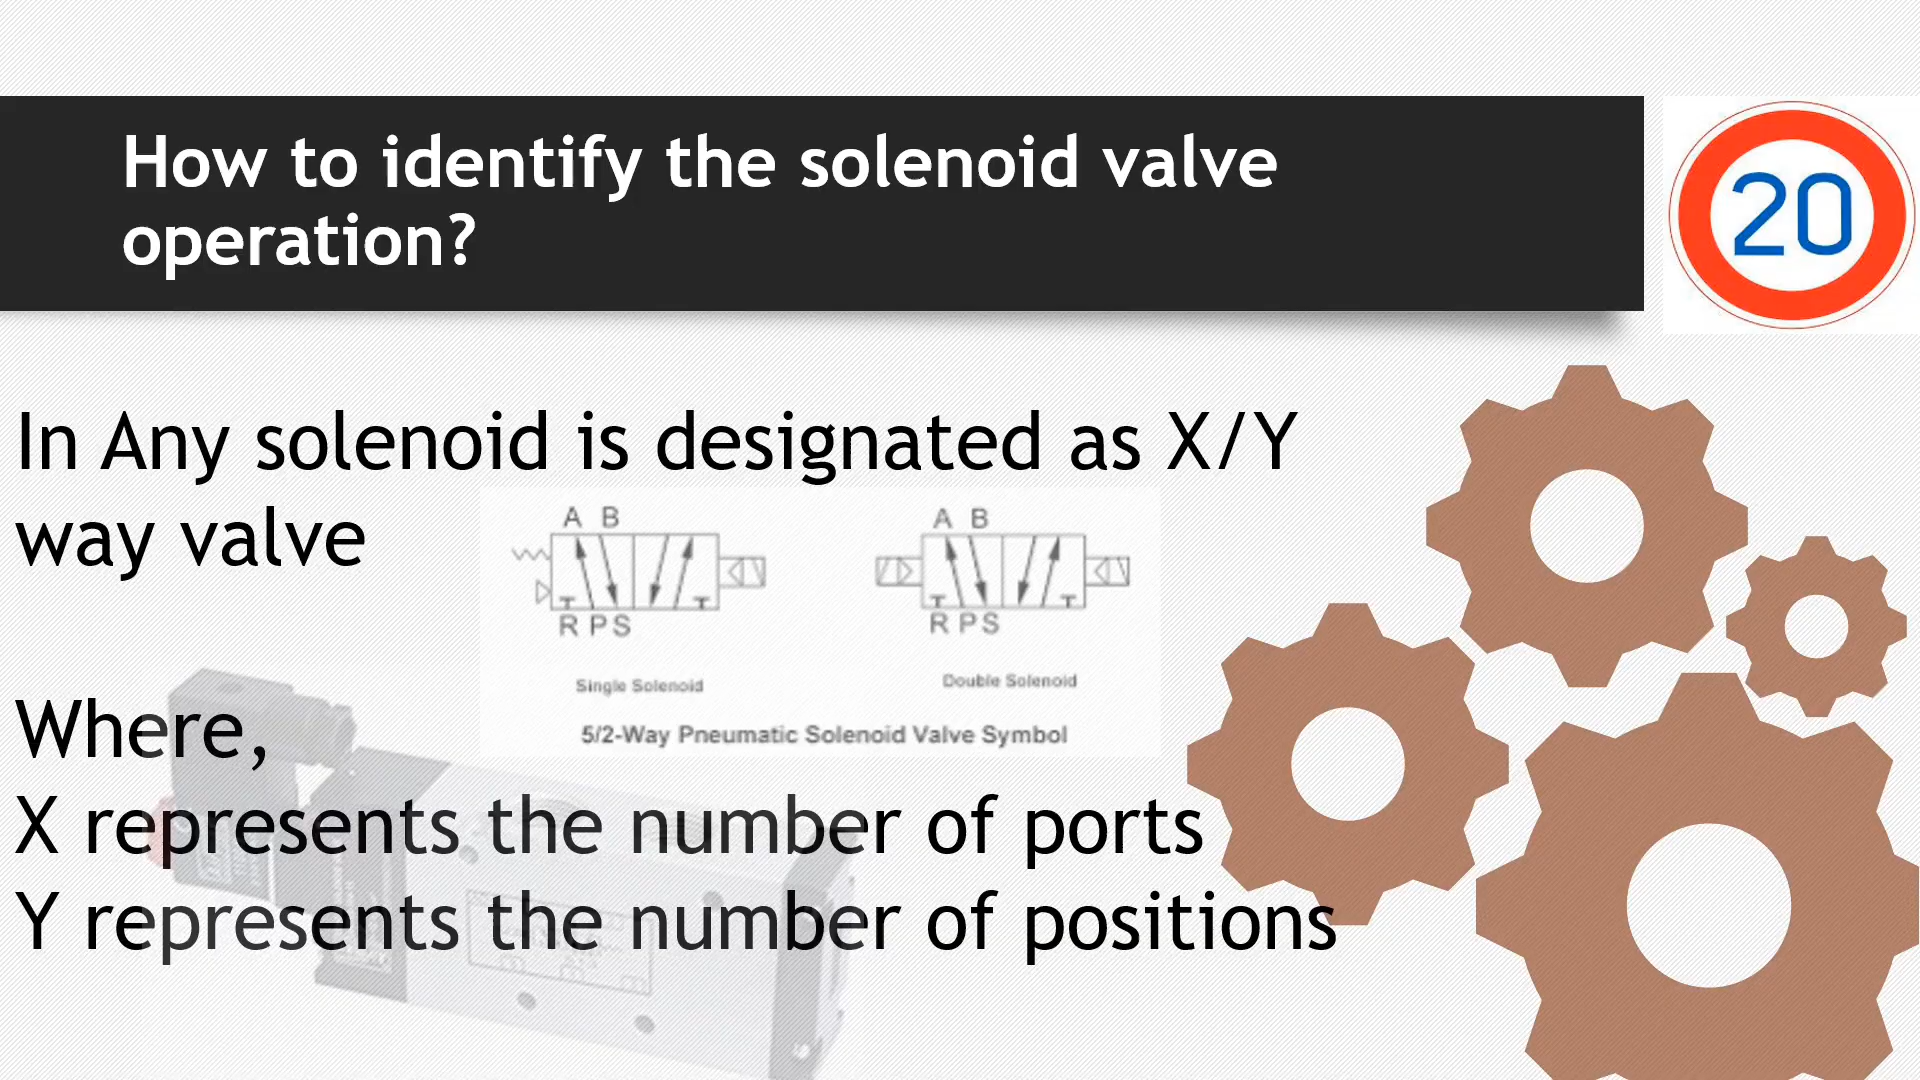 How to identify the solenoid valve
operation?
20
In Any solenoid is designated as X/Y
way valve
A B
R P S
Single Solenoid
A B
R P S
Double Solenoid
5/2-Way Pneumatic Solenoid Valve Symbol
Where,
X represents the number of ports
Y represents the number of positions